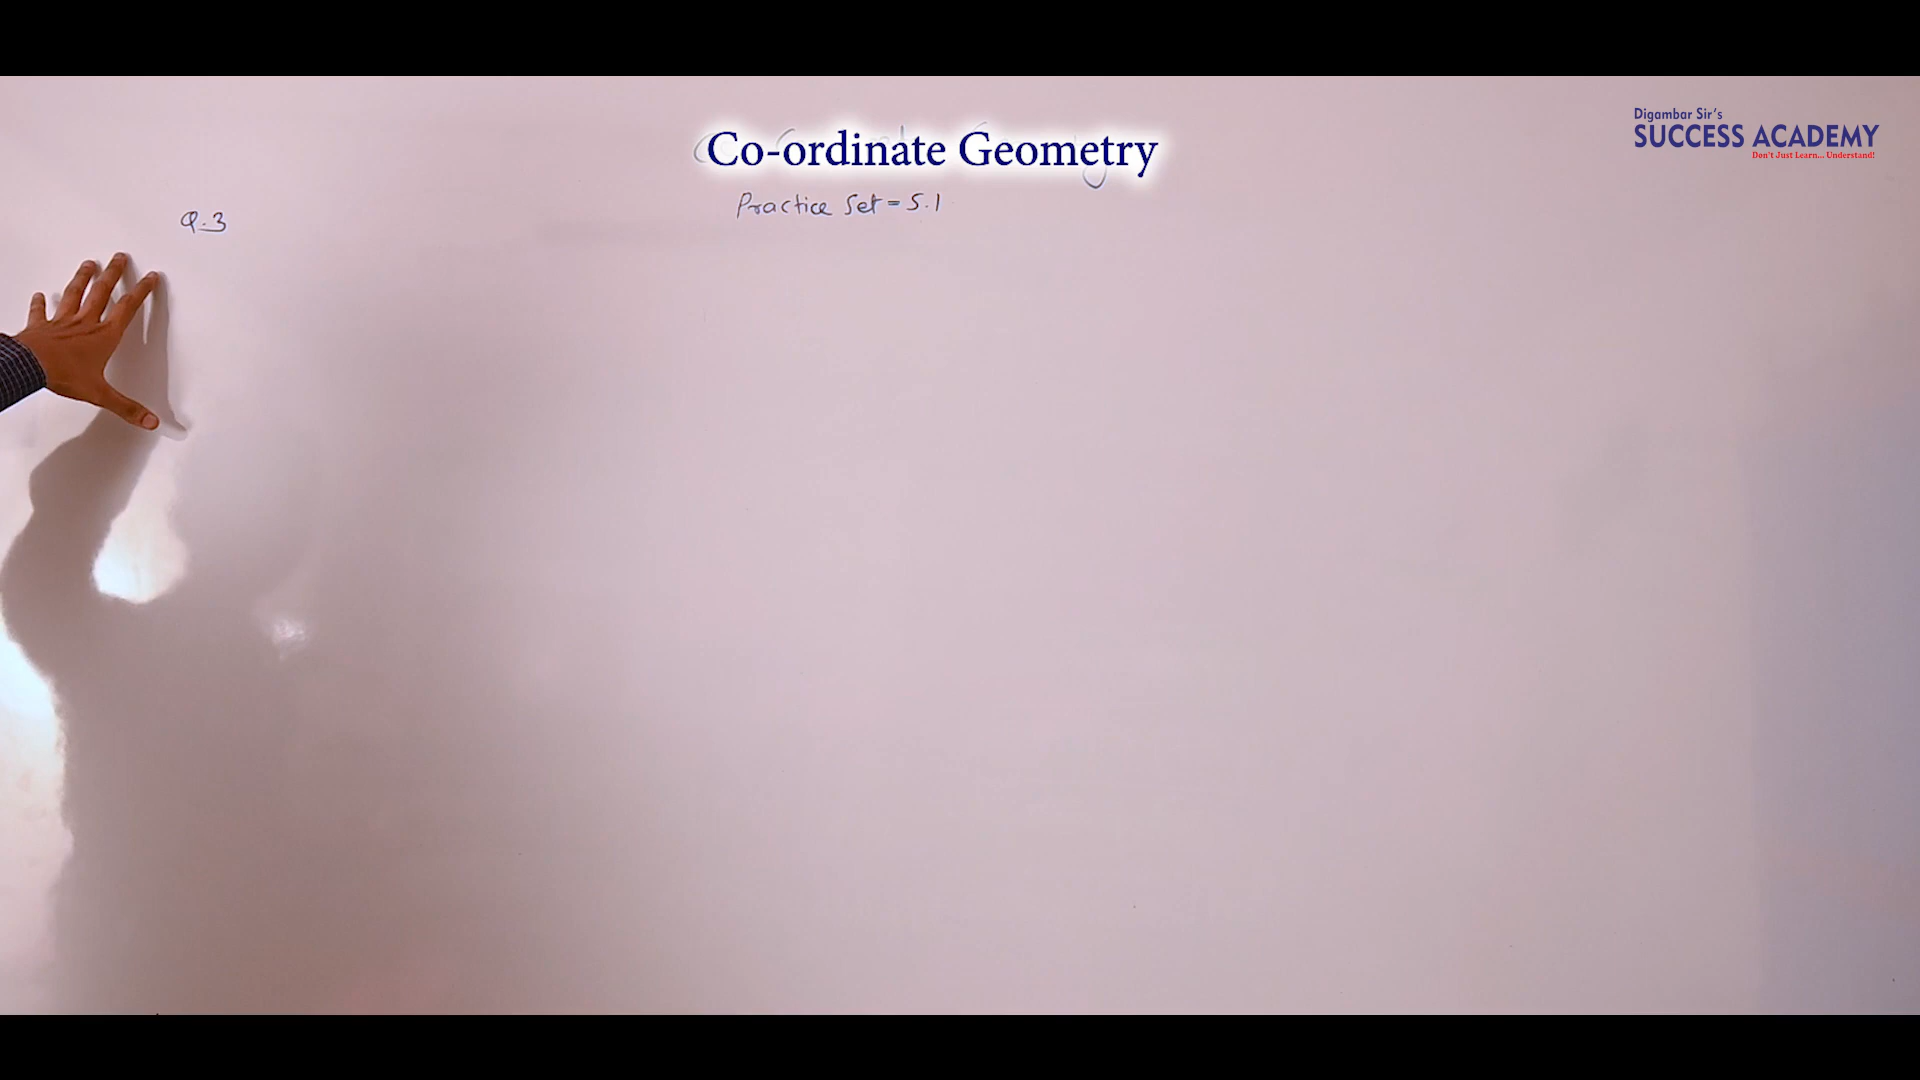 Co-ordinate Geometry
Digambar Sir's
SUCCESS ACADEMY
Don't Just Learn... Understand!
Practice Set = 5.1
Q.3